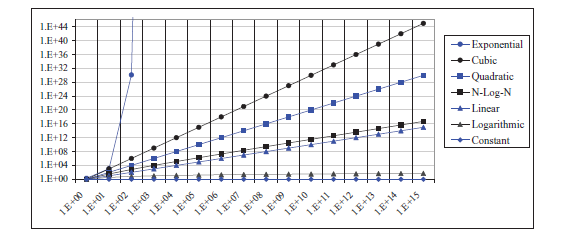 1.E+44
1.E+40
1.E+36
1.E+32
1.E+28
1.E+24
1.E+20
1.E+16
1.E+12
1.E+08
1.E+04
1.E+00
1.E+00
1.E+01
1.E+02
1.E+03
1.E+04
1.E+05
1.E+06
1.E+07
1.E+08
1.E+09
1.E+10
1.E+11
1.E+12
1.E+13
1.E+14
1.E+15
Exponential
Cubic
Quadratic
N-Log-N
Linear
Logarithmic
Constant